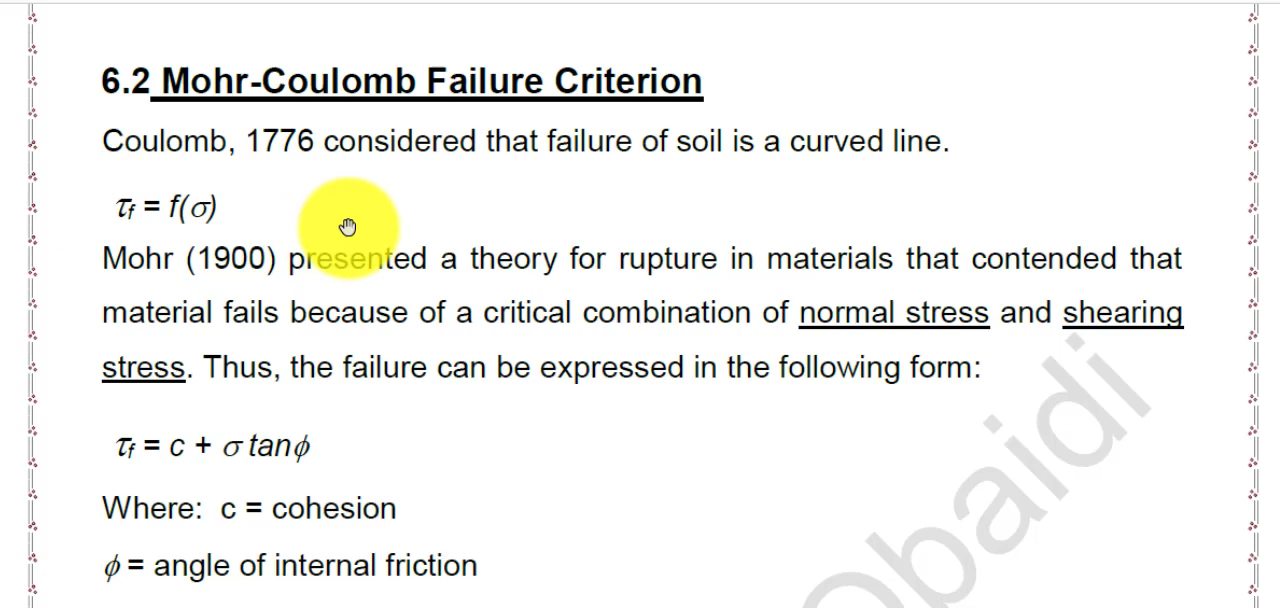 6.2 Mohr-Coulomb Failure Criterion
Coulomb, 1776 considered that failure of soil is a curved line.
τf = f(σ)
Mohr (1900) presented a theory for rupture in materials that contended that
material fails because of a critical combination of normal stress and shearing
stress. Thus, the failure can be expressed in the following form:
τf = c + σ tanϕ
Where: c = cohesion
ϕ = angle of internal friction